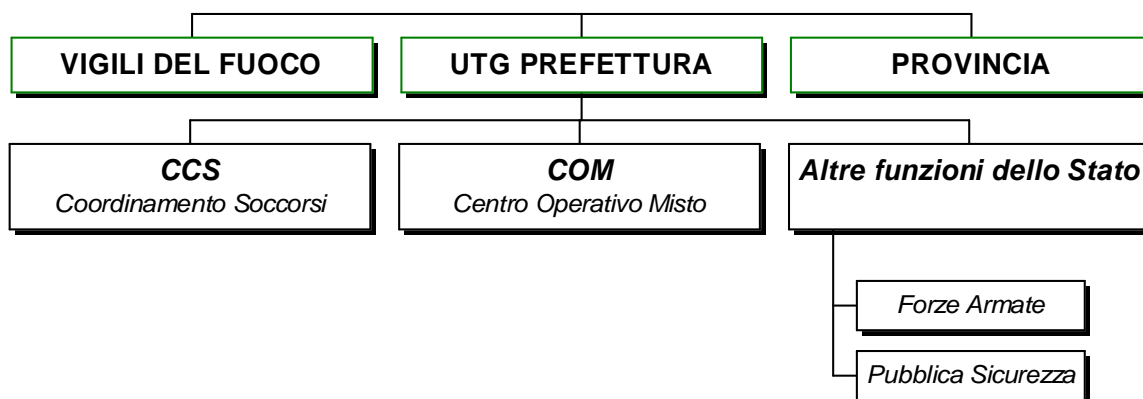 VIGILI DEL FUOCO
UTG PREFETTURA
PROVINCIA
CCS
Coordinamento Soccorsi
COM
Centro Operativo Misto
Altre funzioni dello Stato
Forze Armate
Pubblica Sicurezza